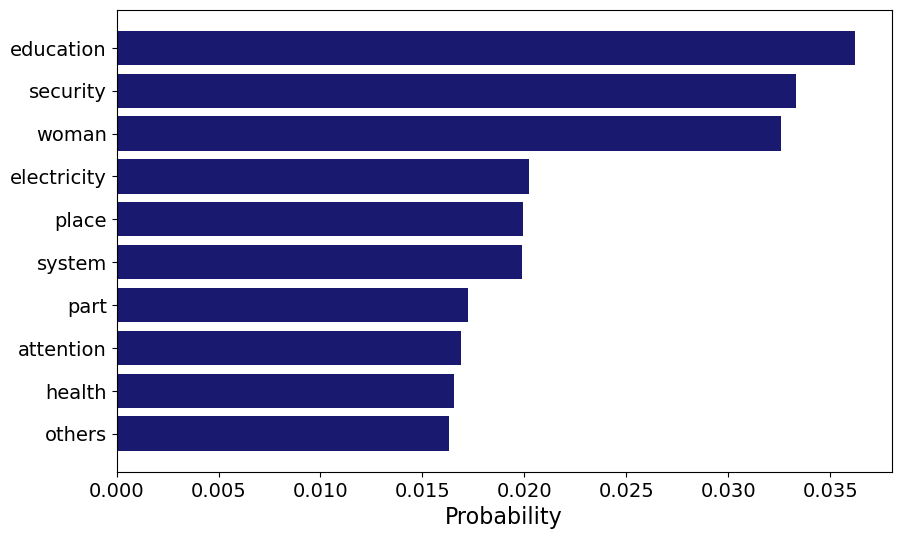 education
security
woman
electricity
place
system
part
attention
health
others
0.000 0.005 0.010 0.015 0.020 0.025 0.030 0.035
Probability